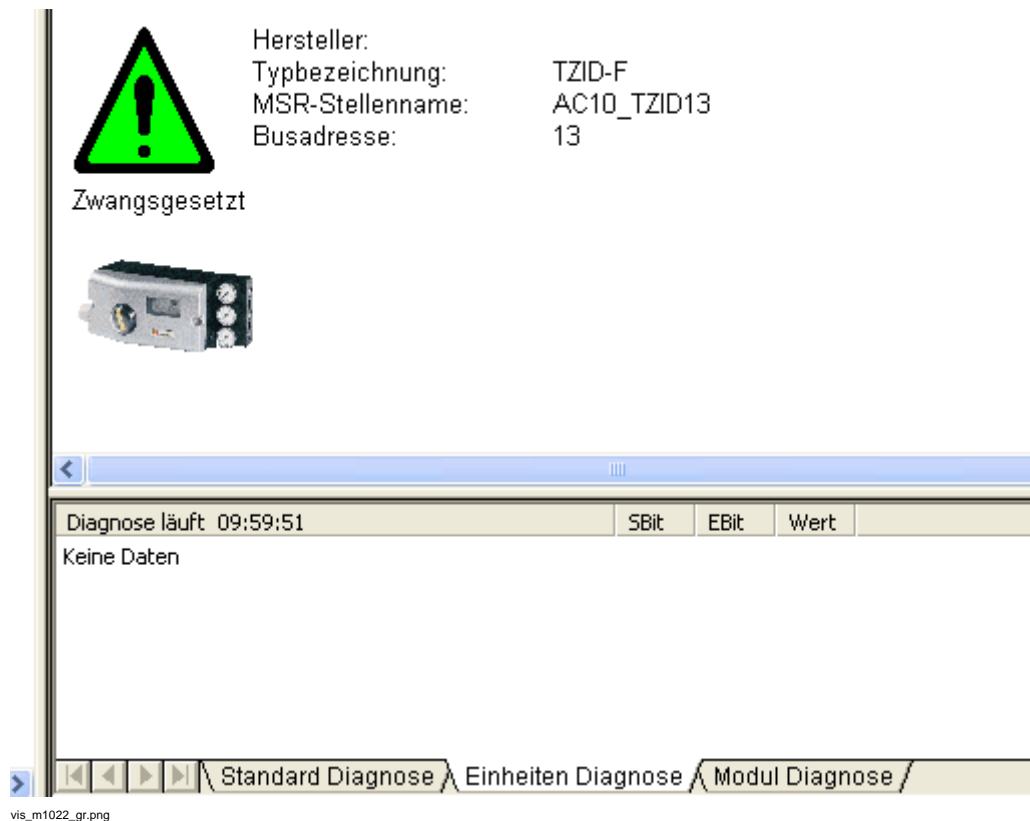 Hersteller:
Typbezeichnung: TZID-F
MSR-Stellenname: AC10_TZID13
Busadresse: 13
Zwangsgesetzt
Diagnose läuft 09:59:51 SBit EBit Wert
Keine Daten
Standard Diagnose Einheiten Diagnose Modul Diagnose
vis_m1022_gr.png